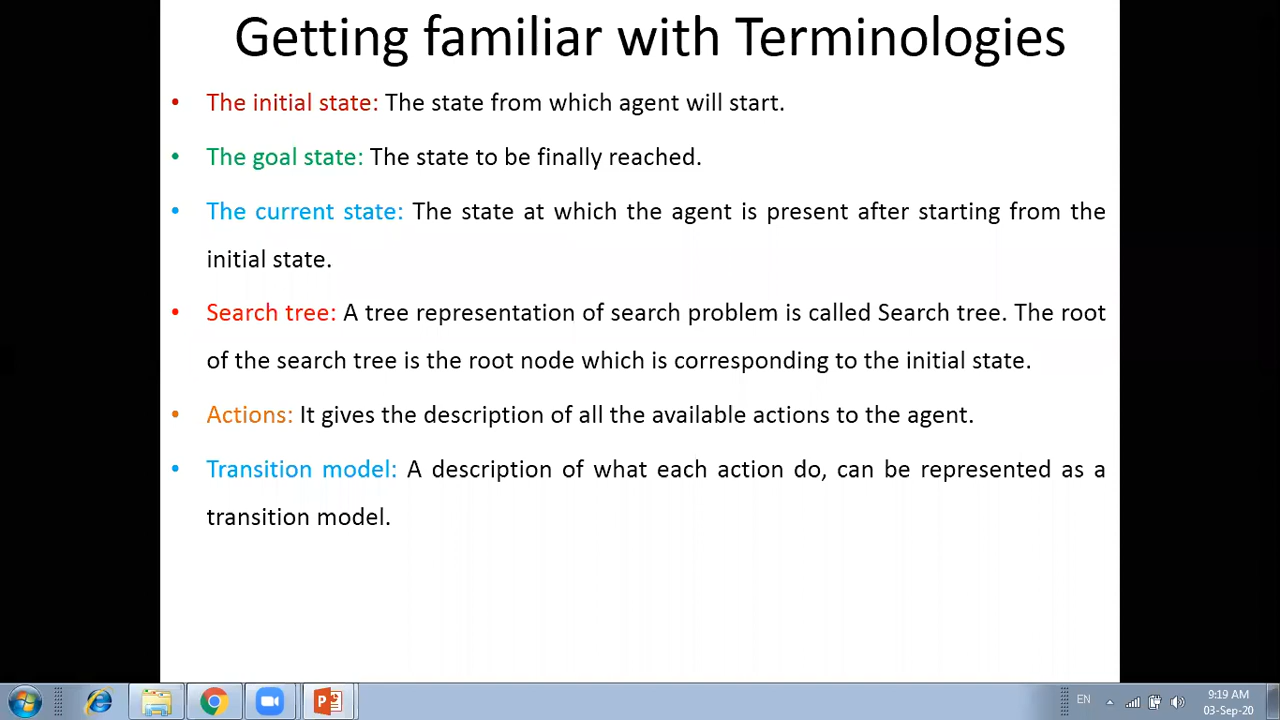 Getting familiar with Terminologies
• The initial state: The state from which agent will start.
• The goal state: The state to be finally reached.
• The current state: The state at which the agent is present after starting from the
initial state.
• Search tree: A tree representation of search problem is called Search tree. The root
of the search tree is the root node which is corresponding to the initial state.
• Actions: It gives the description of all the available actions to the agent.
• Transition model: A description of what each action do, can be represented as a
transition model.
EN
9:19 AM
03-Sep-20